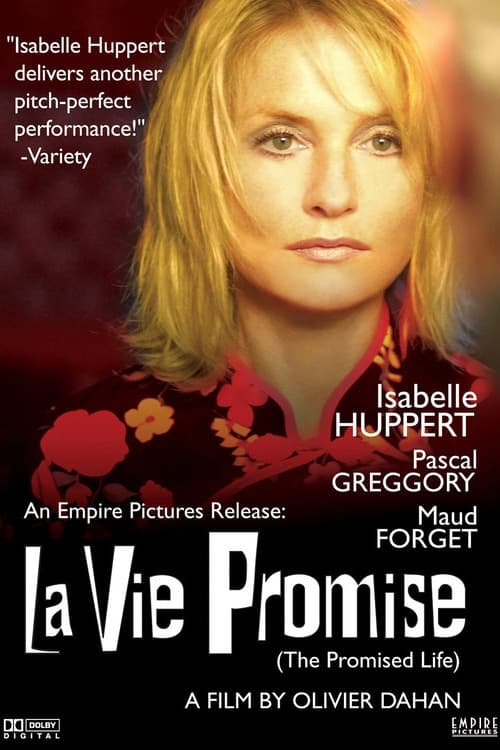 "Isabelle Huppert
delivers another
pitch-perfect
performance!"
-Variety
Isabelle
HUPPERT
Pascal
GREGGORY
Maud
FORGET
An Empire Pictures Release:
La Vie Promise
(The Promised Life)
A FILM BY OLIVIER DAHAN
DOLBY
DIGITAL
EMPIRE
PICTURES